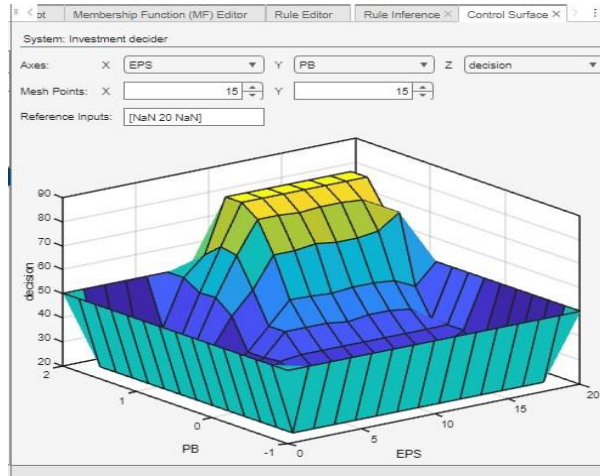 ot Membership Function (MF) Editor Rule Editor Rule Inference × Control Surface ×
System: Investment decider
Axes: X EPS Y PB Z decision
Mesh Points: X 15 Y 15
Reference Inputs: [NaN 20 NaN]
90
80
70
60
50
40
30
20
decision
2
1
0
-1
PB
0
5
10
15
20
EPS